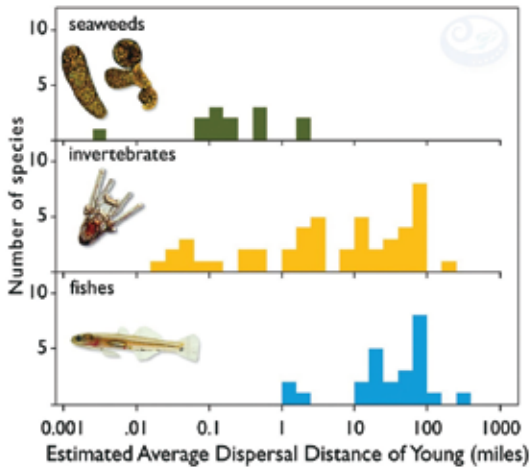 seaweeds
10
5
invertebrates
10
5
fishes
10
5
Number of species
0.001 .01 0.1 1 10 100 1000
Estimated Average Dispersal Distance of Young (miles)